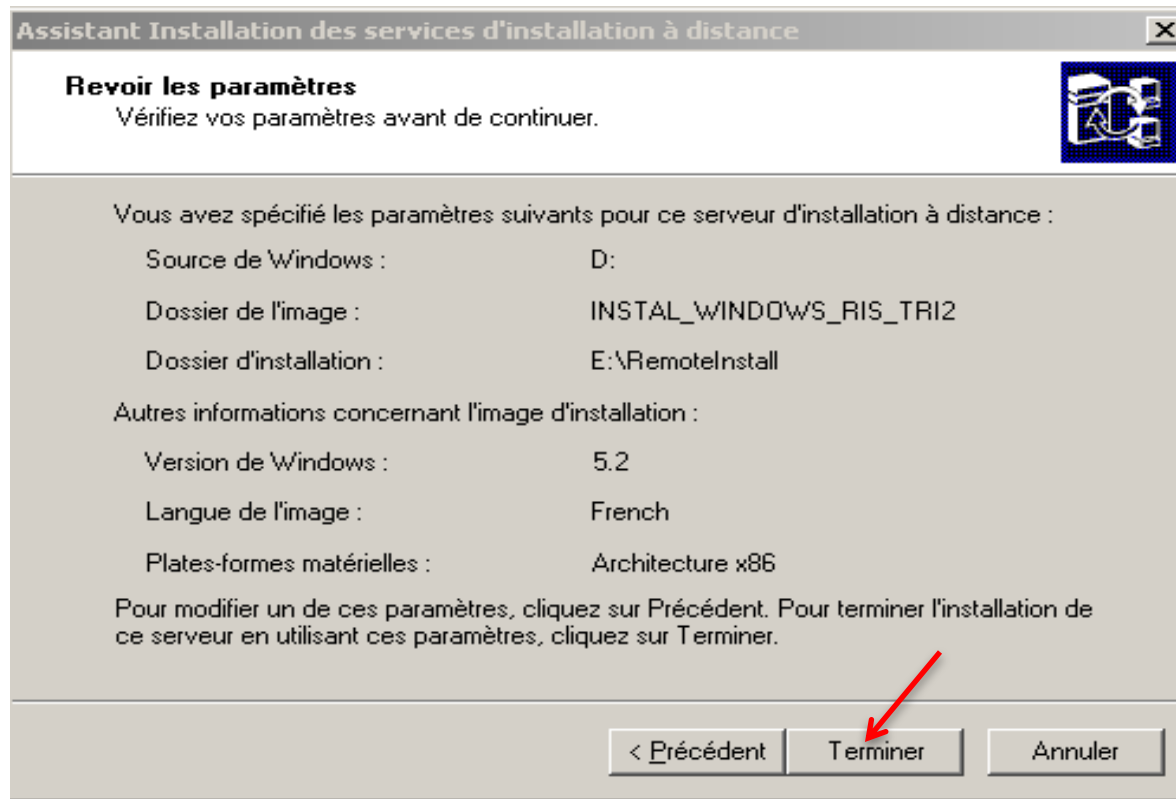 Assistant Installation des services d'installation à distance
Revoir les paramètres
Vérifiez vos paramètres avant de continuer.
Vous avez spécifié les paramètres suivants pour ce serveur d'installation à distance :
Source de Windows : D:
Dossier de l'image : INSTAL_WINDOWS_RIS_TRI2
Dossier d'installation : E:\RemoteInstall
Autres informations concernant l'image d'installation :
Version de Windows : 5.2
Langue de l'image : French
Plates-formes matérielles : Architecture x86
Pour modifier un de ces paramètres, cliquez sur Précédent. Pour terminer l'installation de
ce serveur en utilisant ces paramètres, cliquez sur Terminer.
< Précédent Terminer Annuler